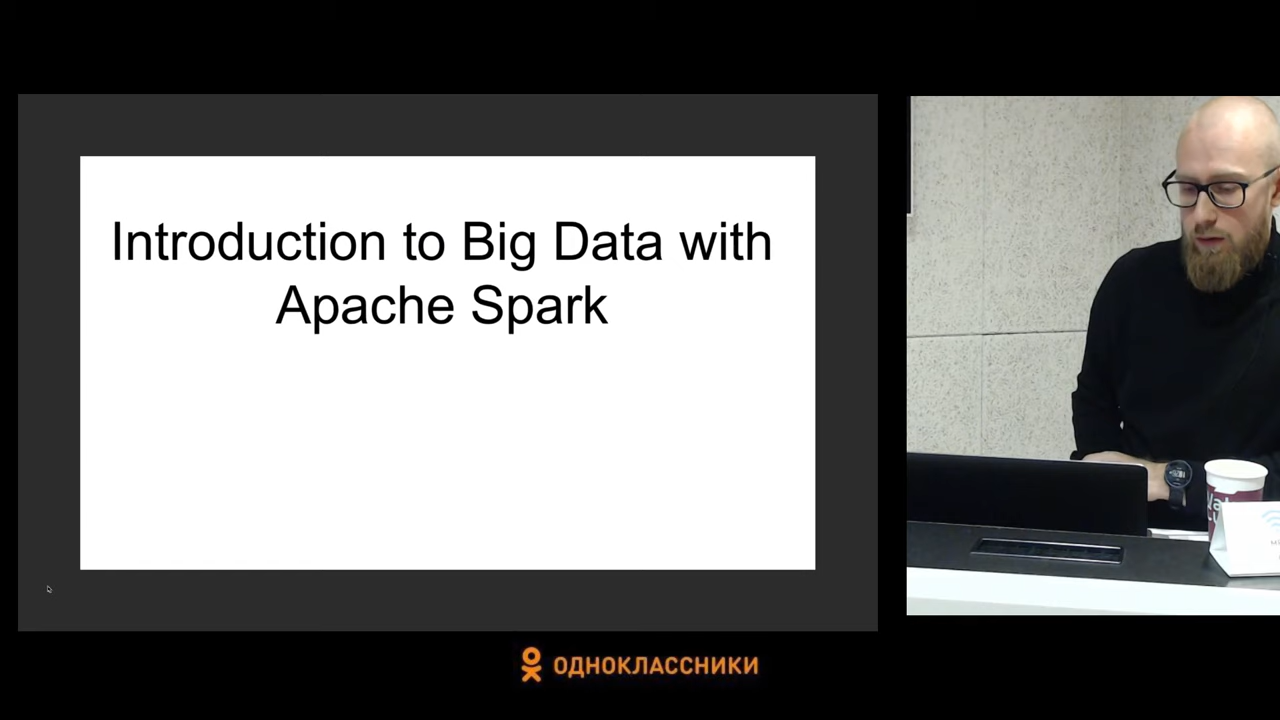 Introduction to Big Data with
Apache Spark
ОДНОКЛАССНИКИ